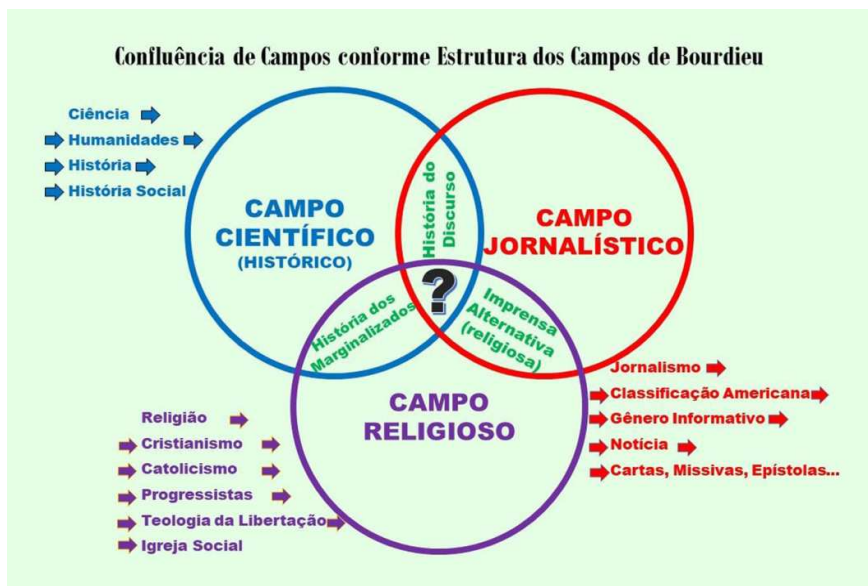 Confluência de Campos conforme Estrutura dos Campos de Bourdieu
Ciência
Humanidades
História
História Social
CAMPO
CIENTÍFICO
(HISTÓRICO)
História do
Discurso
CAMPO
JORNALÍSTICO
?
História dos
Marginalizados
Imprensa
Alternativa
(religiosa)
CAMPO
RELIGIOSO
Jornalismo
Classificação Americana
Gênero Informativo
Notícia
Cartas, Missivas, Epístolas...
Religião
Cristianismo
Catolicismo
Progressistas
Teologia da Libertação
Igreja Social